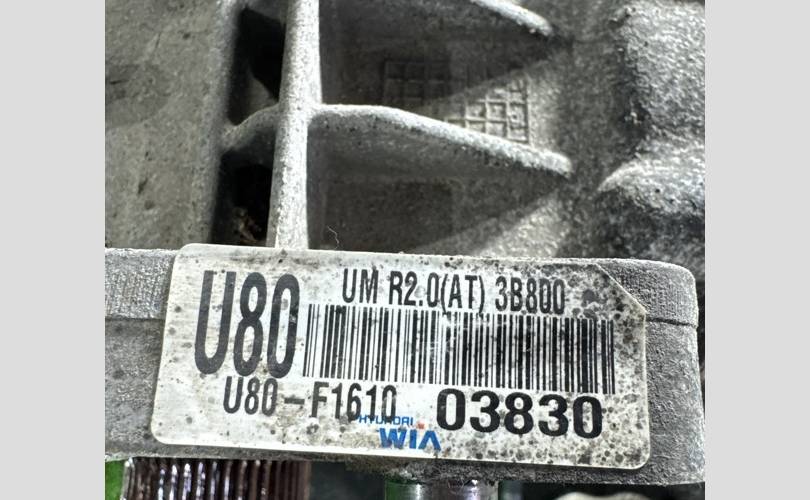 U80
UM R2.0(AT) 3B800
U80-F1610 03830
HYUNDAI
WIA